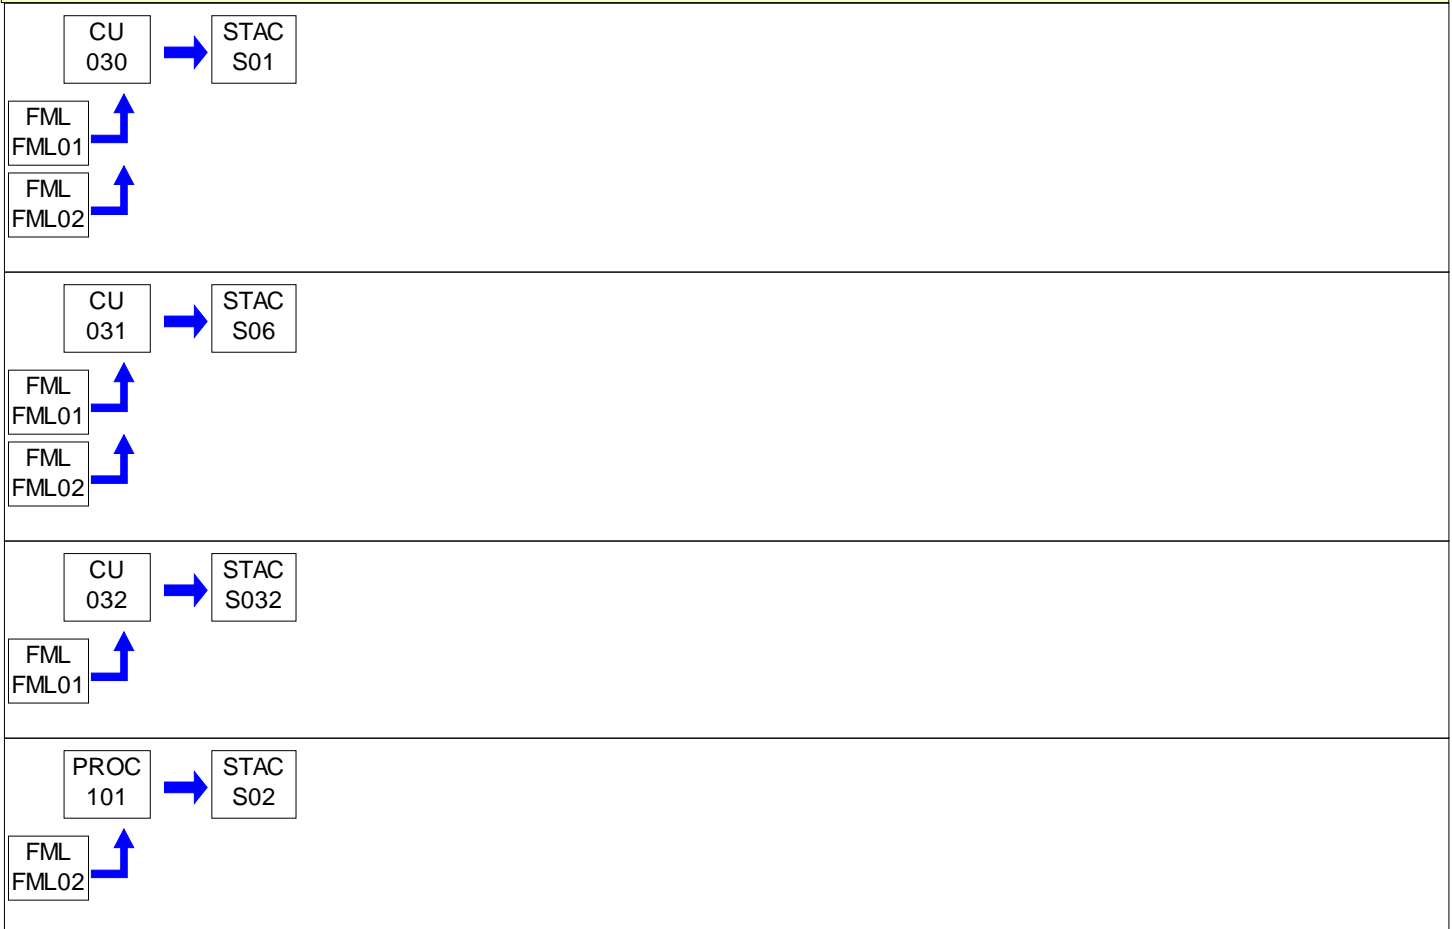 CU
030
STAC
S01
FML
FML01
FML
FML02
CU
031
STAC
S06
FML
FML01
FML
FML02
CU
032
STAC
S032
FML
FML01
PROC
101
STAC
S02
FML
FML02